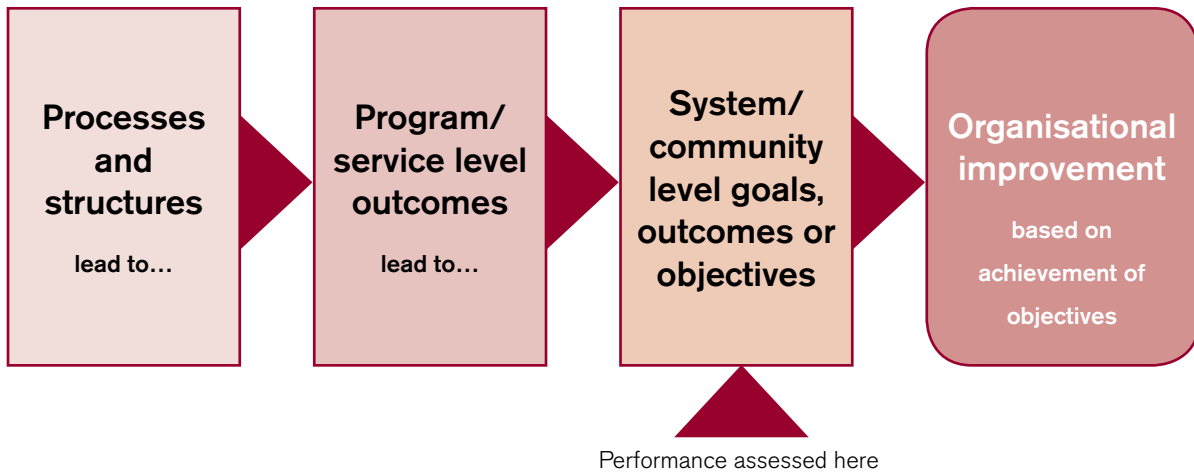 Processes
and
structures
lead to…
Program/
service level
outcomes
lead to…
System/
community
level goals,
outcomes or
objectives
Organisational
improvement
based on
achievement of
objectives
Performance assessed here